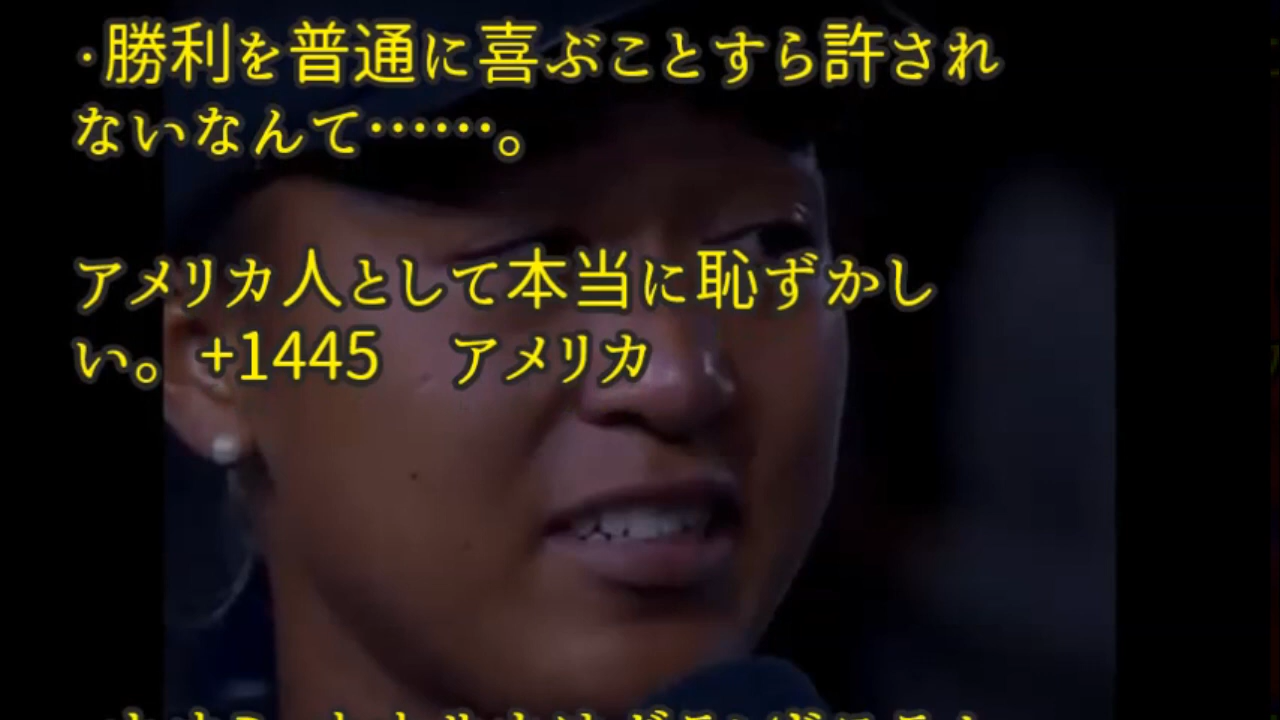 ·勝利を普通に喜ぶことすら許され
ないなんて……。
アメリカ人として本当に恥ずかし
い。+1445　アメリカ